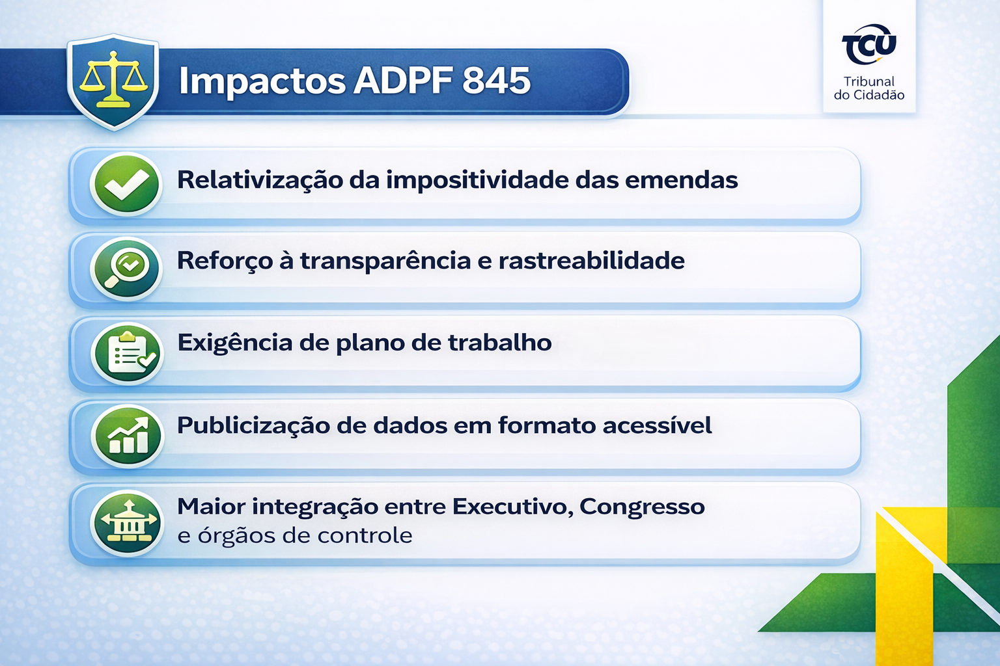 Impactos ADPF 845
TCU
Tribunal
do Cidadão
Relativização da impositividade das emendas
Reforço à transparência e rastreabilidade
Exigência de plano de trabalho
Publicização de dados em formato acessível
Maior integração entre Executivo, Congresso
e órgãos de controle